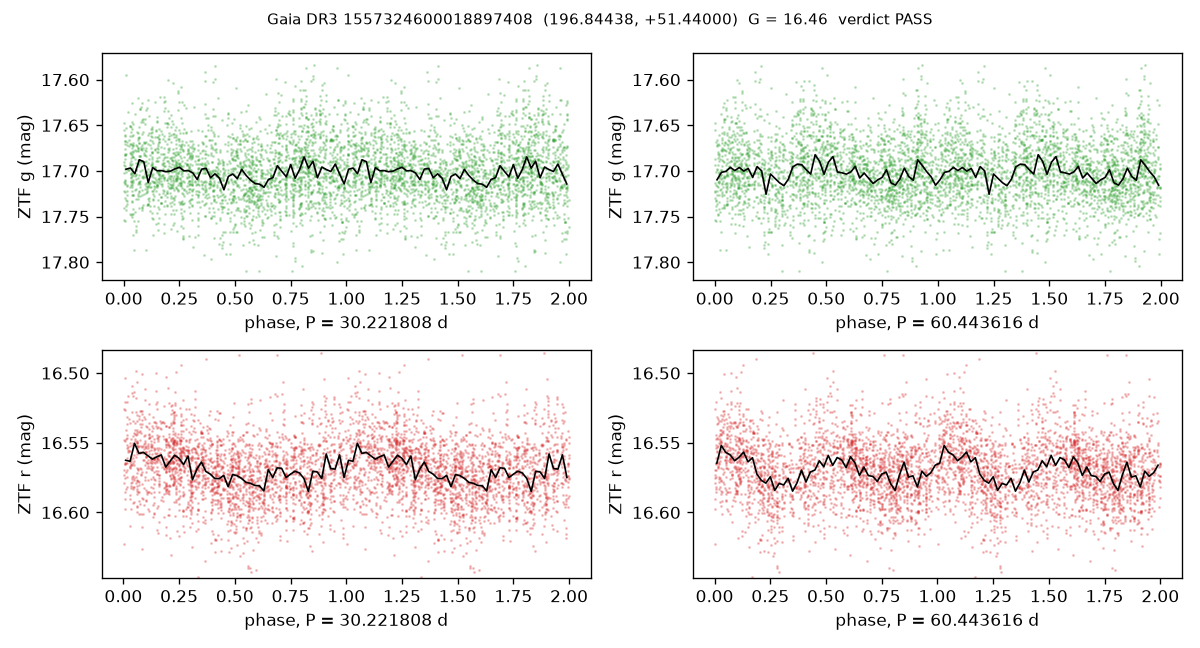 Gaia DR3 1557324600018897408  (196.84438, +51.44000)  G = 16.46  verdict PASS
ZTF g (mag)
17.60
17.65
17.70
17.75
17.80
0.00 0.25 0.50 0.75 1.00 1.25 1.50 1.75 2.00
phase, P = 30.221808 d
ZTF g (mag)
17.60
17.65
17.70
17.75
17.80
0.00 0.25 0.50 0.75 1.00 1.25 1.50 1.75 2.00
phase, P = 60.443616 d
ZTF r (mag)
16.50
16.55
16.60
0.00 0.25 0.50 0.75 1.00 1.25 1.50 1.75 2.00
phase, P = 30.221808 d
ZTF r (mag)
16.50
16.55
16.60
0.00 0.25 0.50 0.75 1.00 1.25 1.50 1.75 2.00
phase, P = 60.443616 d